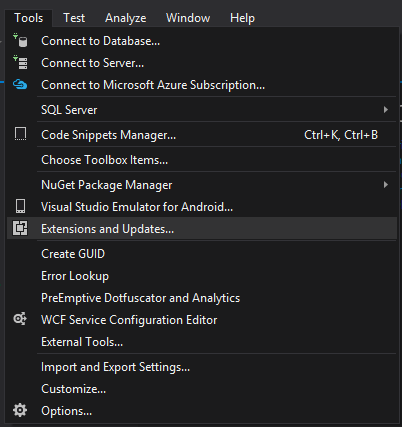 Tools Test Analyze Window Help
Connect to Database...
Connect to Server...
Connect to Microsoft Azure Subscription...
SQL Server
Code Snippets Manager... Ctrl+K, Ctrl+B
Choose Toolbox Items...
NuGet Package Manager
Visual Studio Emulator for Android...
Extensions and Updates...
Create GUID
Error Lookup
PreEmptive Dotfuscator and Analytics
WCF Service Configuration Editor
External Tools...
Import and Export Settings...
Customize...
Options...